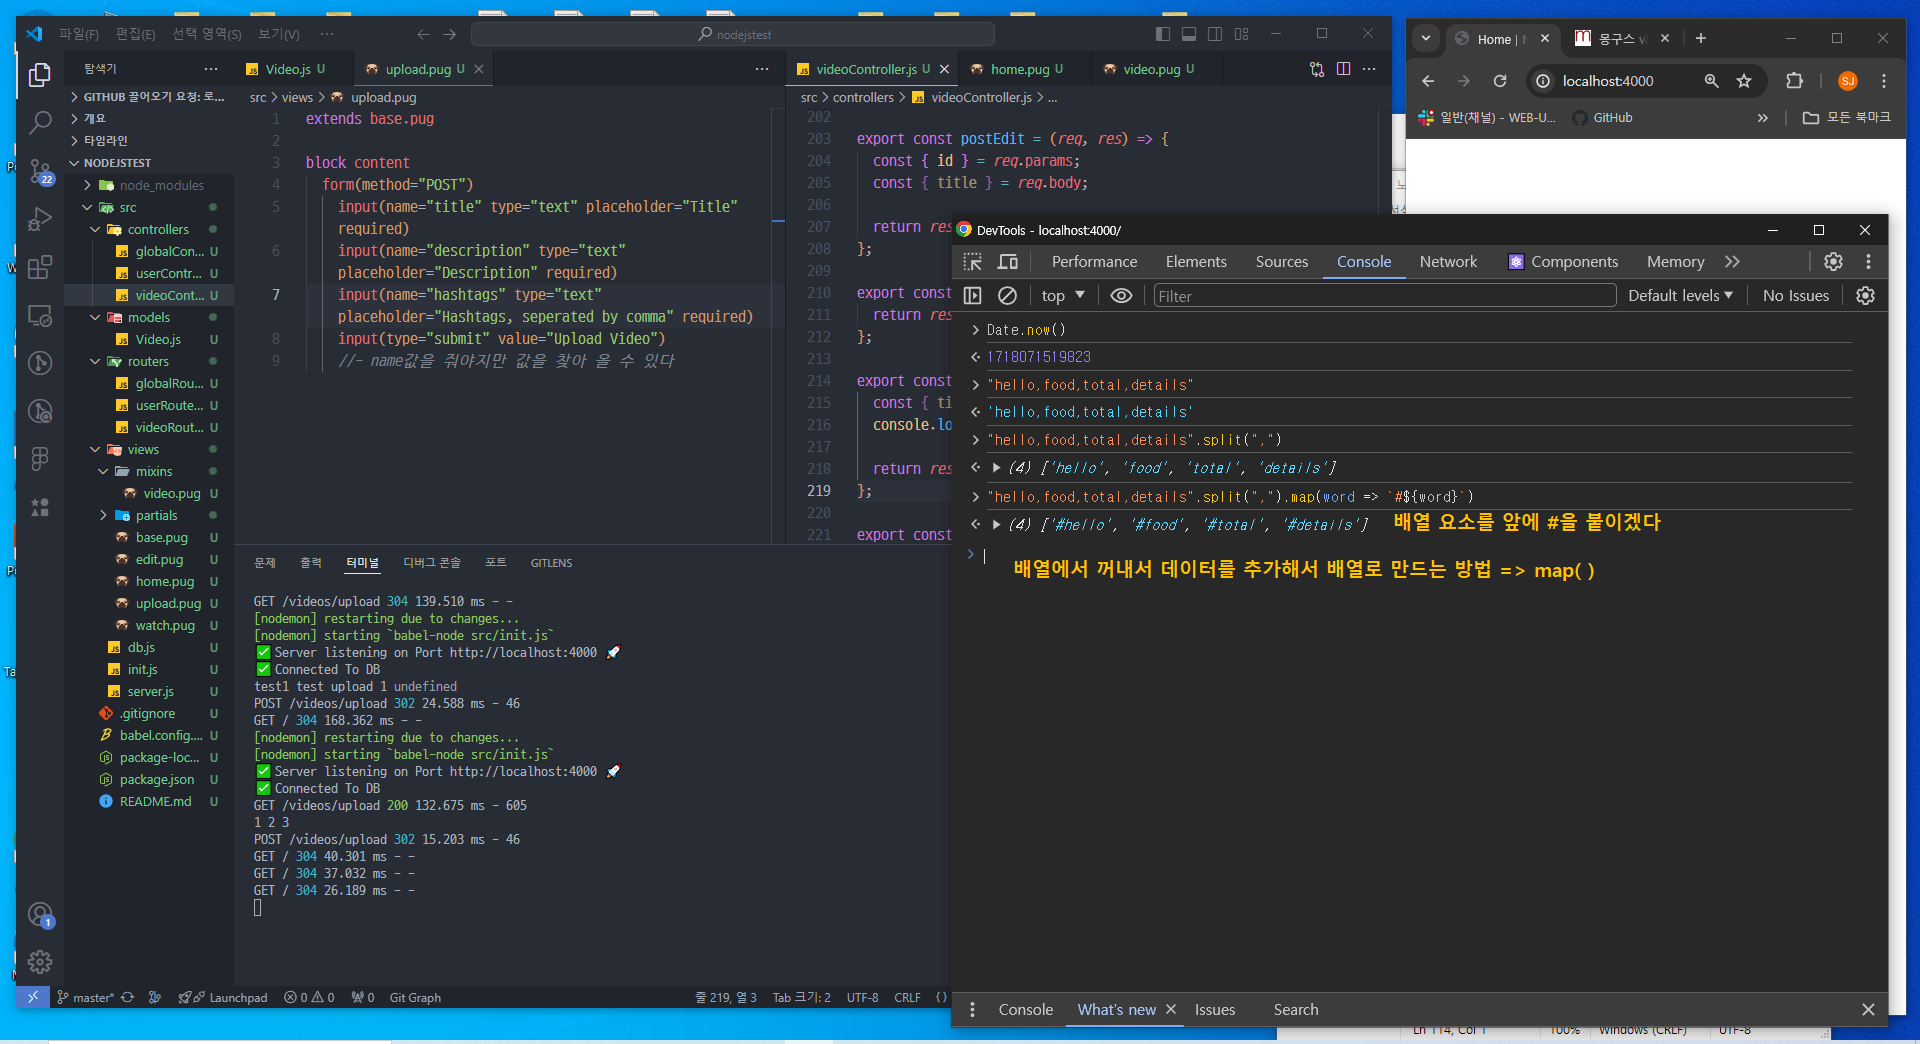 파일(F) 편집(E) 선택 영역(S) 보기(V) ···
nodejstest
탐색기 ···
GITHUB 끌어오기 요청: 로...
개요
타임라인
NODEJSTEST
node_modules
src
controllers
globalCon... U
userContr... U
videoCont... U
models
Video.js U
routers
globalRou... U
userRoute... U
videoRout... U
views
mixins
video.pug U
partials
base.pug U
edit.pug U
home.pug U
upload.pug U
watch.pug U
db.js U
init.js U
server.js U
.gitignore U
babel.config.... U
package-loc... U
package.json U
README.md U
22
1
Video.js U upload.pug U ···
src > views > upload.pug
1 extends base.pug
2
3 block content
4 form(method="POST")
5 input(name="title" type="text" placeholder="Title"
required)
6 input(name="description" type="text"
placeholder="Description" required)
7 input(name="hashtags" type="text"
placeholder="Hashtags, seperated by comma" required)
8 input(type="submit" value="Upload Video")
9 //- name값을 줘야지만 값을 찾아 올 수 있다
videoController.js U home.pug U video.pug U ···
src > controllers > videoController.js > ...
202
203 export const postEdit = (req, res) => {
204 const { id } = req.params;
205 const { title } = req.body;
206
207 return res
208 };
209
210 export cons
211 return res
212 };
213
214 export const
215 const { ti
216 console.lo
217
218 return res
219 };
220
221 export const
문제 출력 터미널 디버그 콘솔 포트 GITLENS
GET /videos/upload 304 139.510 ms - -
[nodemon] restarting due to changes...
[nodemon] starting `babel-node src/init.js`
✅ Server listening on Port http://localhost:4000 🚀
✅ Connected To DB
test1 test upload 1 undefined
POST /videos/upload 302 24.588 ms - 46
GET / 304 168.362 ms - -
[nodemon] restarting due to changes...
[nodemon] starting `babel-node src/init.js`
✅ Server listening on Port http://localhost:4000 🚀
✅ Connected To DB
GET /videos/upload 200 132.675 ms - 605
1 2 3
POST /videos/upload 302 15.203 ms - 46
GET / 304 40.301 ms - -
GET / 304 37.032 ms - -
GET / 304 26.189 ms - -
master* Launchpad 0 0 0 Git Graph 줄 219, 열 3 Tab 크기: 2 UTF-8 CRLF { }
Home | 몽구스
localhost:4000 SJ
일반(채널) - WEB-U... GitHub » 모든 북마크
DevTools - localhost:4000/
Performance Elements Sources Console Network Components Memory
top Filter Default levels No Issues
Date.now()
1718071519823
"hello,food,total,details"
'hello,food,total,details'
"hello,food,total,details".split(",")
(4) ['hello', 'food', 'total', 'details']
"hello,food,total,details".split(",").map(word => `#${word}`)
(4) ['#hello', '#food', '#total', '#details'] 배열 요소를 앞에 #을 붙이겠다
배열에서 꺼내서 데이터를 추가해서 배열로 만드는 방법 => map( )
Console What's new Issues Search
Ln 114, Col 1 100% Windows (CRLF) UTF-8